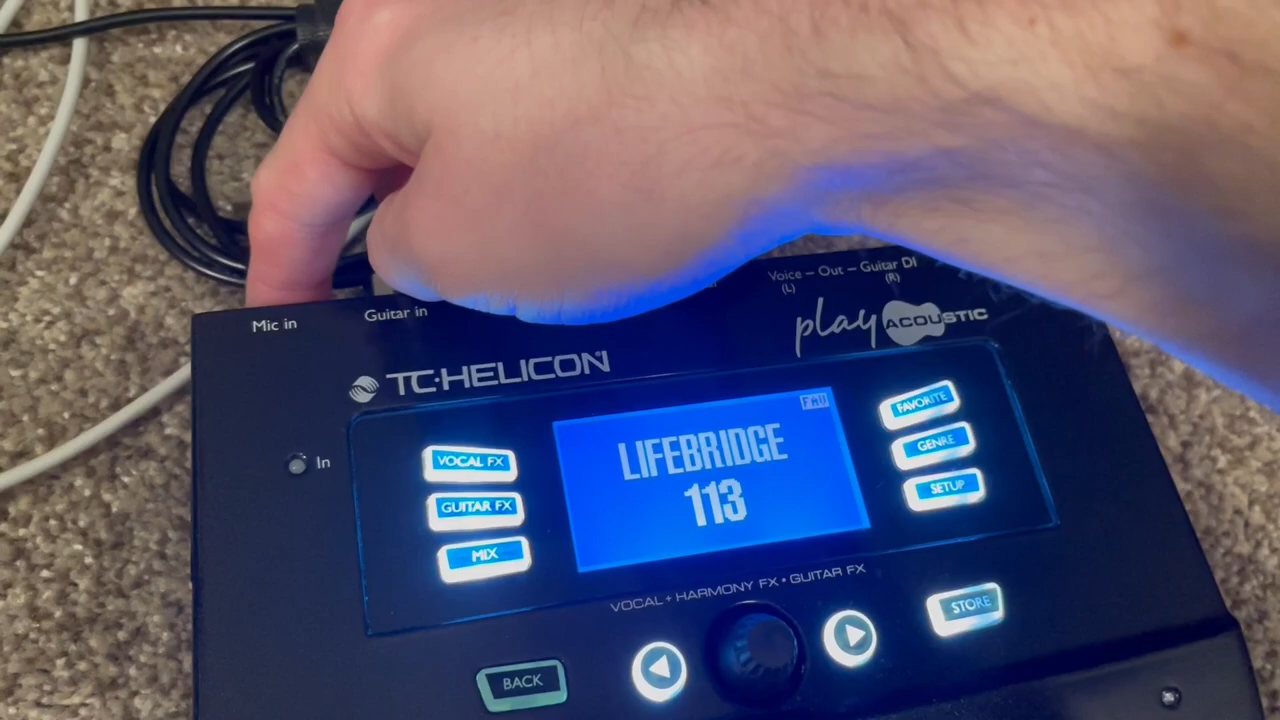 Voice – Out – Guitar DI
(L) (R)
Mic in
Guitar in
play ACOUSTIC
TC·HELICON
FAV
LIFEBRIDGE
113
In
VOCAL FX
GUITAR FX
MIX
FAVORITE
GENRE
SETUP
VOCAL + HARMONY FX • GUITAR FX
STORE
BACK